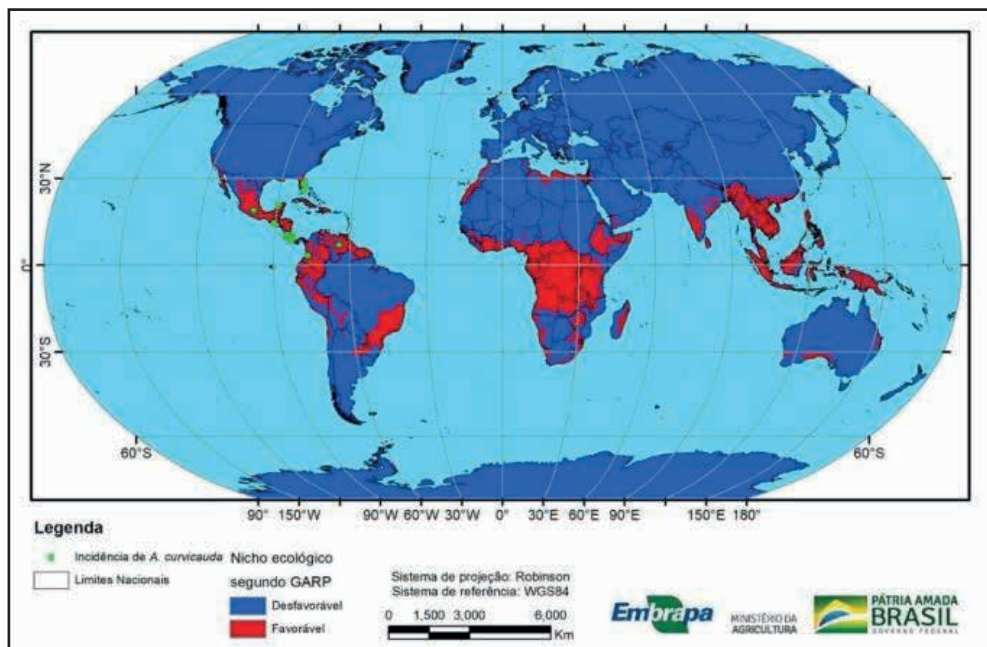 30°N
0°
30°S
60°S
60°S
90° 150°W 90°W 60°W 30°W 0° 30°E 60°E 90°E 150°E 180°
Legenda
Incidência de A. curvicauda
Limites Nacionais
Nicho ecológico
segundo GARP
Desfavorável
Favorável
Sistema de projeção: Robinson
Sistema de referência: WGS84
0 1,500 3,000 6,000
Km
Embrapa
MINISTÉRIO DA
AGRICULTURA
PÁTRIA AMADA
BRASIL
GOVERNO FEDERAL